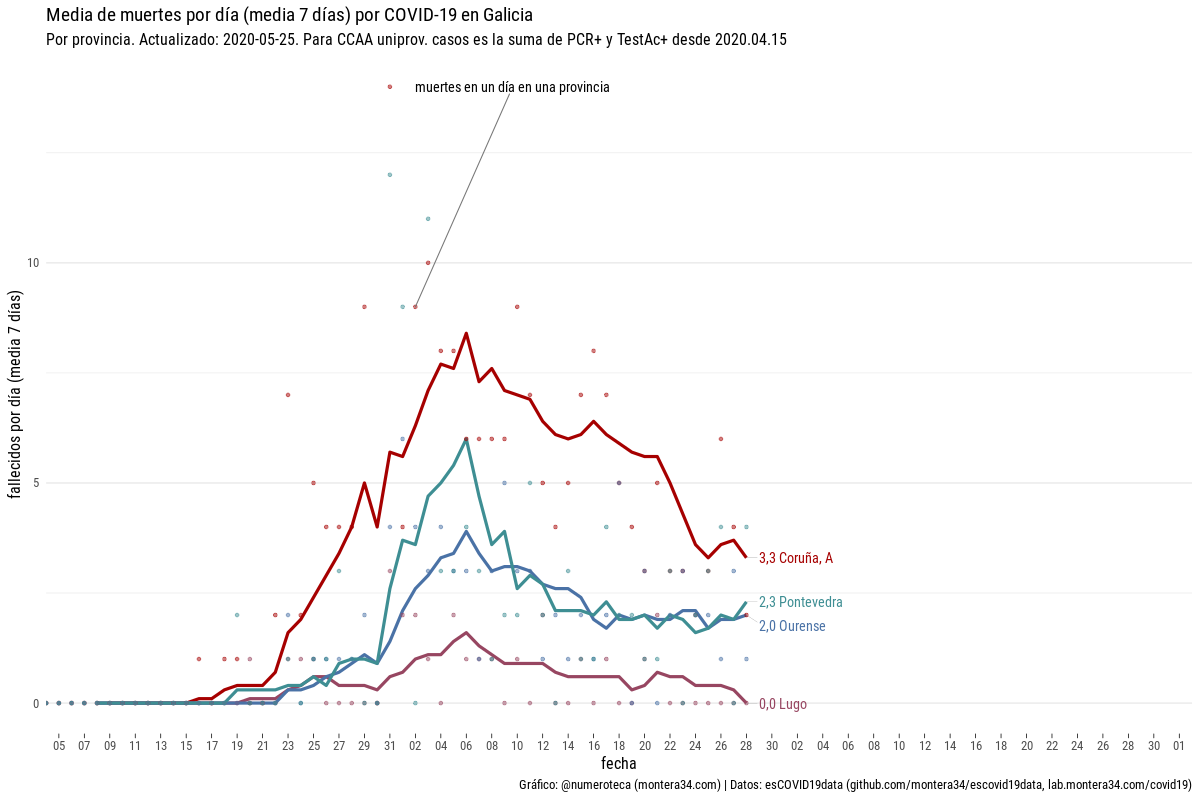 Media de muertes por día (media 7 días) por COVID-19 en Galicia
Por provincia. Actualizado: 2020-05-25. Para CCAA uniprov. casos es la suma de PCR+ y TestAc+ desde 2020.04.15
muertes en un día en una provincia
10
5
0
fallecidos por día (media 7 días)
3,3 Coruña, A
2,3 Pontevedra
2,0 Ourense
0,0 Lugo
05 07 09 11 13 15 17 19 21 23 25 27 29 31 02 04 06 08 10 12 14 16 18 20 22 24 26 28 30 02 04 06 08 10 12 14 16 18 20 22 24 26 28 30 01
fecha
Gráfico: @numeroteca (montera34.com) | Datos: esCOVID19data (github.com/montera34/escovid19data, lab.montera34.com/covid19)